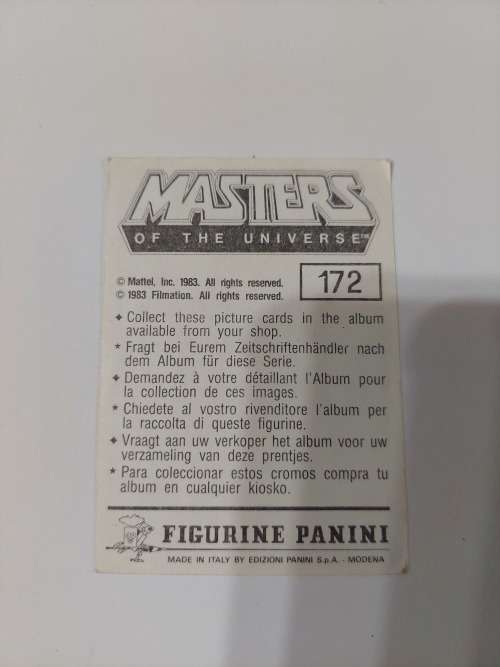 MASTERS
OF THE UNIVERSE™
© Mattel, Inc. 1983. All rights reserved.
© 1983 Filmation. All rights reserved.
172
✦ Collect these picture cards in the album
available from your shop.
★ Fragt bei Eurem Zeitschriftenhändler nach
dem Album für diese Serie.
✦ Demandez à votre détaillant l'Album pour
la collection de ces images.
★ Chiedete al vostro rivenditore l'album per
la raccolta di queste figurine.
✦ Vraagt aan uw verkoper het album voor uw
verzameling van deze prentjes.
★ Para coleccionar estos cromos compra tu
album en cualquier kiosko.
FIGURINE PANINI
MADE IN ITALY BY EDIZIONI PANINI S.p.A. - MODENA